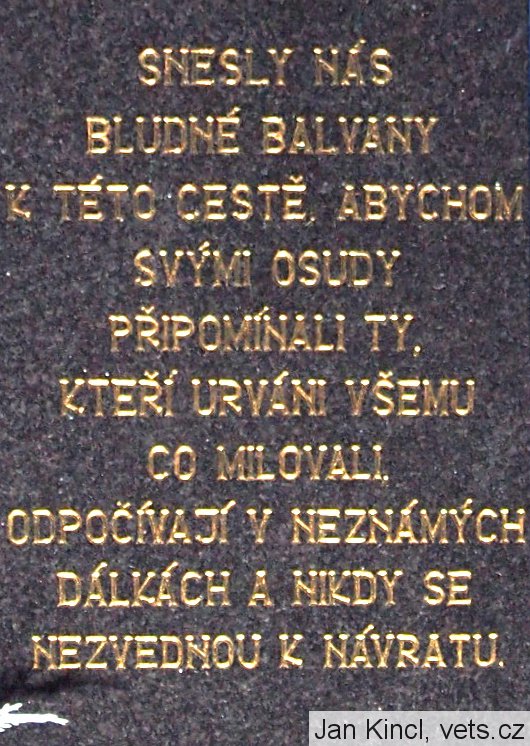 SNESLY NÁS
BLUDNÉ BALVANY
K TÉTO CESTĚ, ABYCHOM
SVÝMI OSUDY
PŘIPOMÍNALI TY,
KTEŘÍ URVÁNI VŠEMU
CO MILOVALI,
ODPOČÍVAJÍ V NEZNÁMÝCH
DÁLKÁCH A NIKDY SE
NEZVEDNOU K NÁVRATU.
Jan Kincl, vets.cz